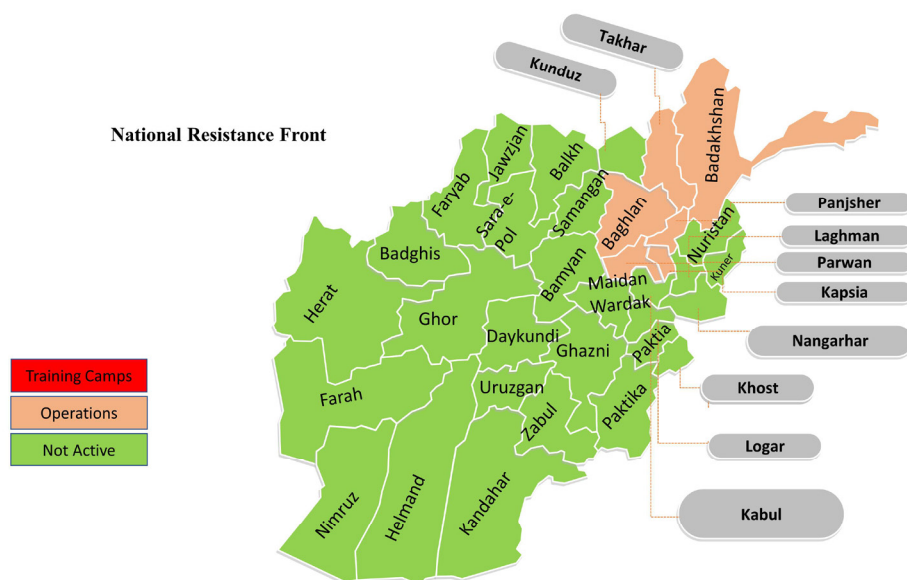 Takhar
Kunduz
National Resistance Front
Badakhshan
Jawzjan
Balkh
Faryab
Samangan
Sara-e-
Pol
Baghlan
Panjsher
Nuristan
Laghman
Badghis
Parwan
Kuner
Bamyan
Maidan
Wardak
Kapsia
Herat
Ghor
Daykundi
Ghazni
Paktia
Nangarhar
Training Camps
Operations
Not Active
Farah
Uruzgan
Zabul
Paktika
Khost
Logar
Nimruz
Helmand
Kandahar
Kabul